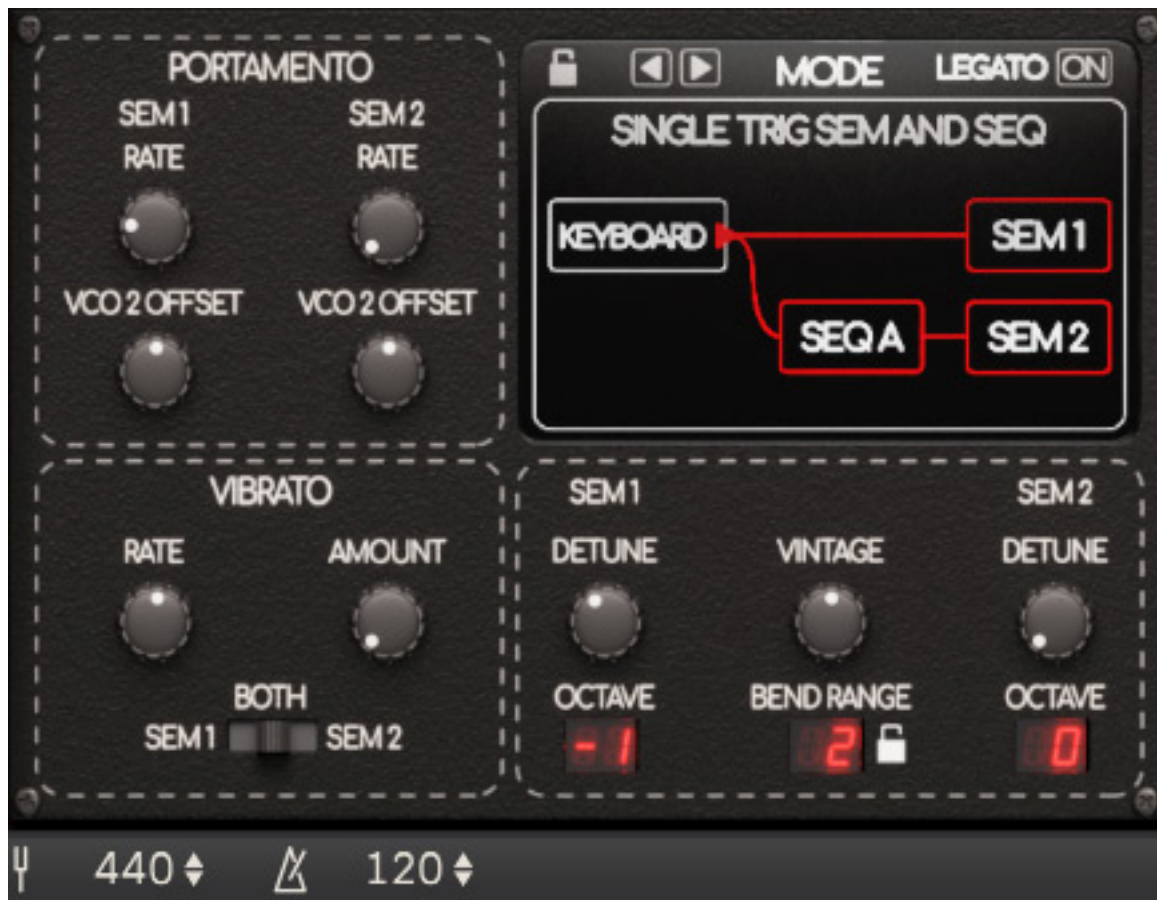 PORTAMENTO
SEM 1
SEM 2
RATE
RATE
VCO 2 OFFSET
VCO 2 OFFSET
MODE
LEGATO ON
SINGLE TRIG SEM AND SEQ
KEYBOARD
SEM 1
SEQ A
SEM 2
VIBRATO
RATE
AMOUNT
BOTH
SEM 1
SEM 2
SEM 1
SEM 2
DETUNE
VINTAGE
DETUNE
OCTAVE
BEND RANGE
OCTAVE
-1
2
0
440
120